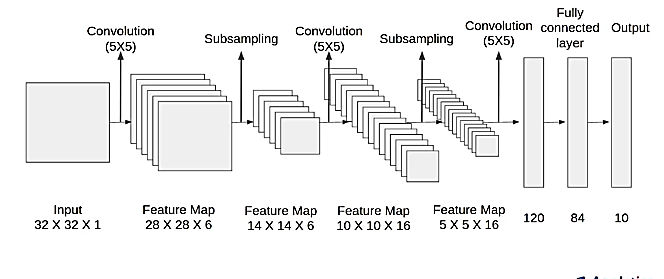 Convolution
(5X5)
Subsampling
Convolution
(5X5)
Subsampling
Convolution
(5X5)
Fully
connected
layer
Output
Input
32 X 32 X 1
Feature Map
28 X 28 X 6
Feature Map
14 X 14 X 6
Feature Map
10 X 10 X 16
Feature Map
5 X 5 X 16
120
84
10